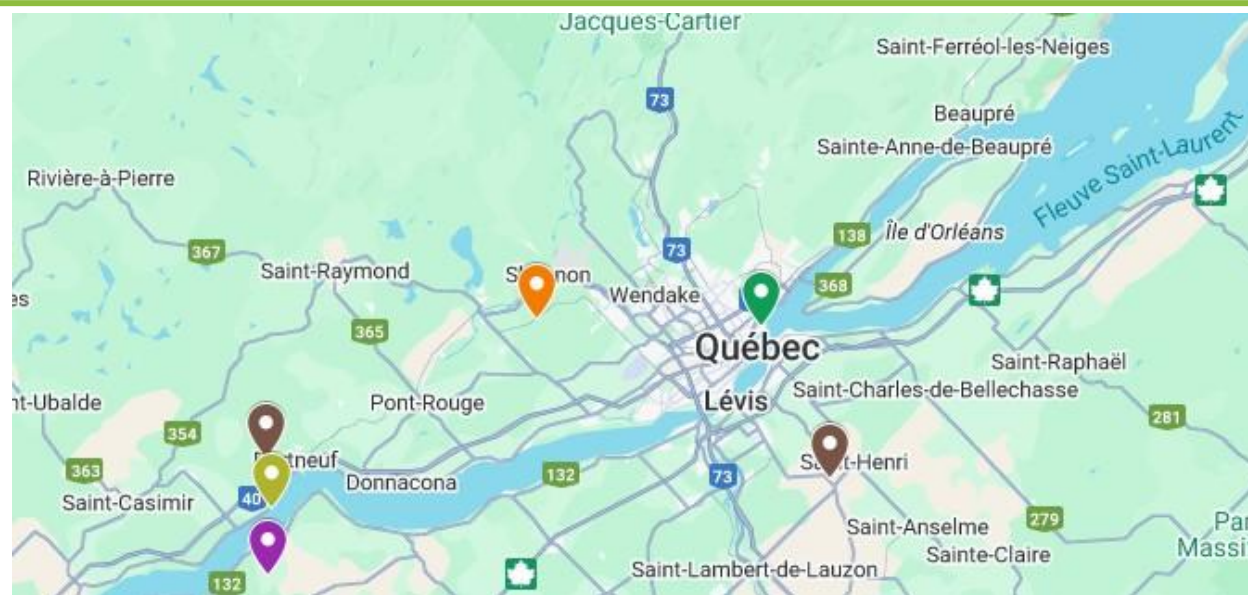 Jacques-Cartier
Saint-Ferréol-les-Neiges
73
Beaupré
Sainte-Anne-de-Beaupré
Fleuve Saint-Laurent
Rivière-à-Pierre
138
Île d'Orléans
367
73
Saint-Raymond
Wendake
368
365
Québec
Saint-Raphaël
Saint-Charles-de-Bellechasse
Pont-Rouge
Lévis
281
354
363
Donnacona
132
73
40
Saint-Casimir
279
Saint-Anselme
Sainte-Claire
Saint-Lambert-de-Lauzon
132